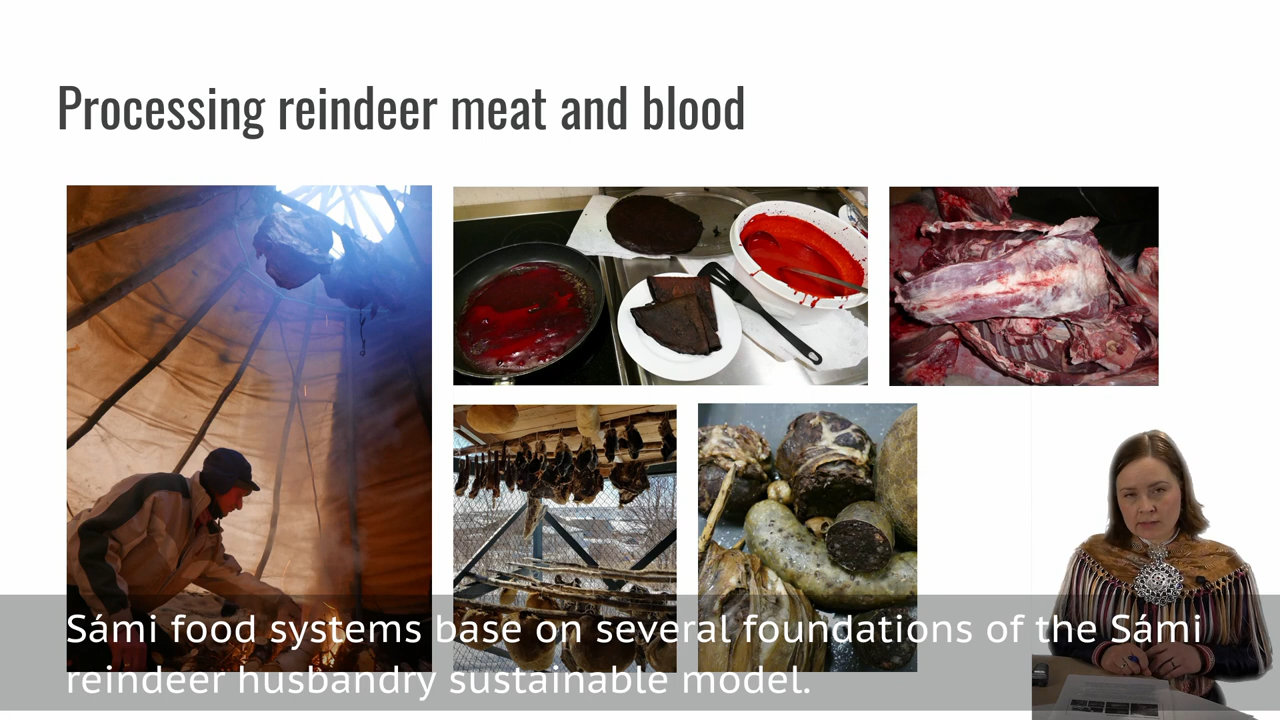 Processing reindeer meat and blood
Sámi food systems base on several foundations of the Sámi
reindeer husbandry sustainable model.